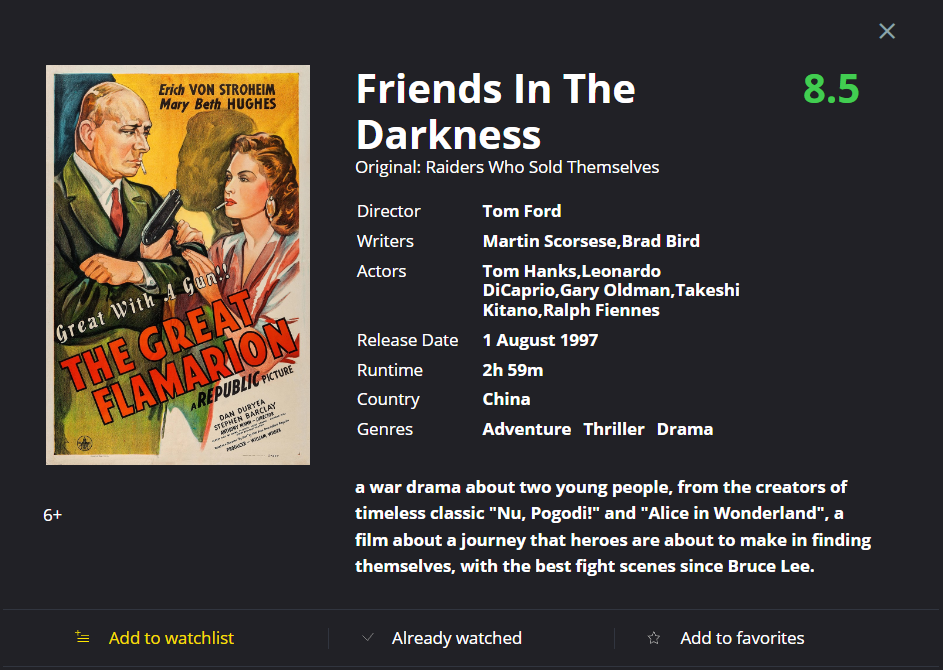 Erich VON STROHEIM
Mary Beth HUGHES
Great With A Gun!!
THE GREAT
FLAMARION
A REPUBLIC PICTURE
DAN DURYEA
STEPHEN BARCLAY
6+
Friends In The
Darkness
8.5
Original: Raiders Who Sold Themselves
Director Tom Ford
Writers Martin Scorsese,Brad Bird
Actors Tom Hanks,Leonardo
DiCaprio,Gary Oldman,Takeshi
Kitano,Ralph Fiennes
Release Date 1 August 1997
Runtime 2h 59m
Country China
Genres Adventure Thriller Drama
a war drama about two young people, from the creators of
timeless classic "Nu, Pogodi!" and "Alice in Wonderland", a
film about a journey that heroes are about to make in finding
themselves, with the best fight scenes since Bruce Lee.
Add to watchlist
Already watched
Add to favorites